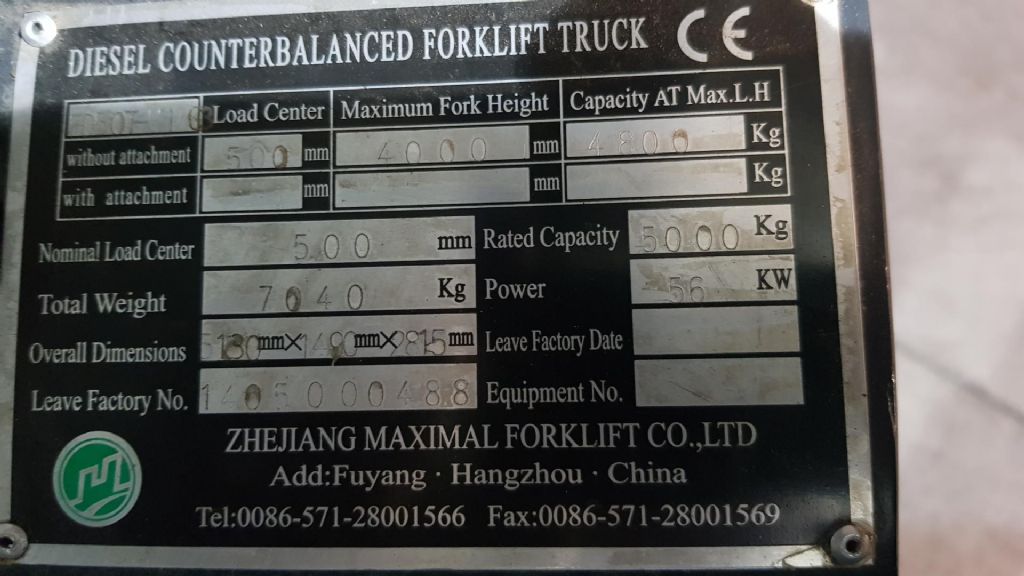 DIESEL COUNTERBALANCED FORKLIFT TRUCK CE
Load Center Maximum Fork Height Capacity AT Max.L.H
without attachment 500 mm 4000 mm 4800 Kg
with attachment mm mm Kg
Nominal Load Center 500 mm Rated Capacity 5000 Kg
Total Weight 7040 Kg Power 56 KW
Overall Dimensions mm× mm× mm Leave Factory Date
Leave Factory No. 1405000488 Equipment No.
ZHEJIANG MAXIMAL FORKLIFT CO.,LTD
Add:Fuyang · Hangzhou · China
Tel:0086-571-28001566 Fax:0086-571-28001569